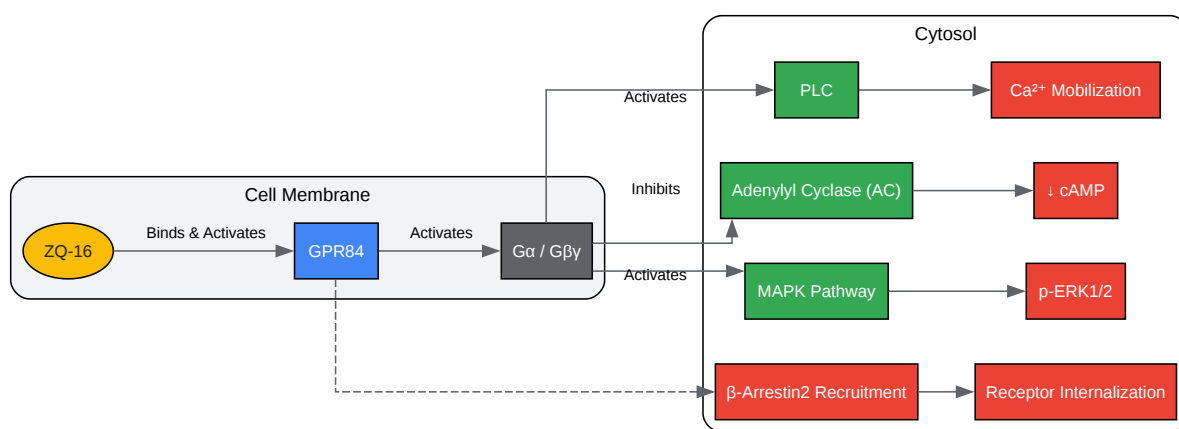 Cytosol
Activates
PLC
Ca²⁺ Mobilization
Cell Membrane
Inhibits
Adenylyl Cyclase (AC)
↓ cAMP
ZQ-16
Binds & Activates
GPR84
Activates
Gα / Gβγ
Activates
MAPK Pathway
p-ERK1/2
β-Arrestin2 Recruitment
Receptor Internalization